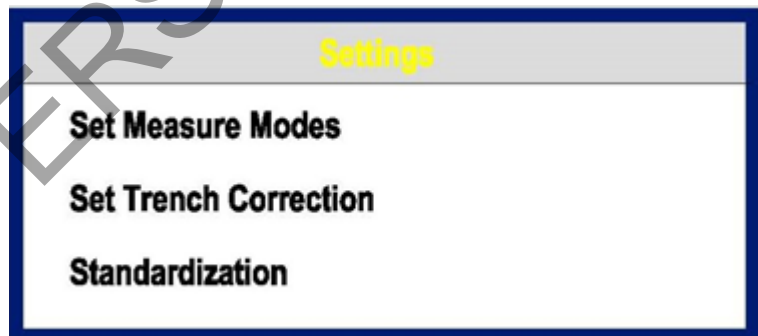 Settings
Set Measure Modes
Set Trench Correction
Standardization